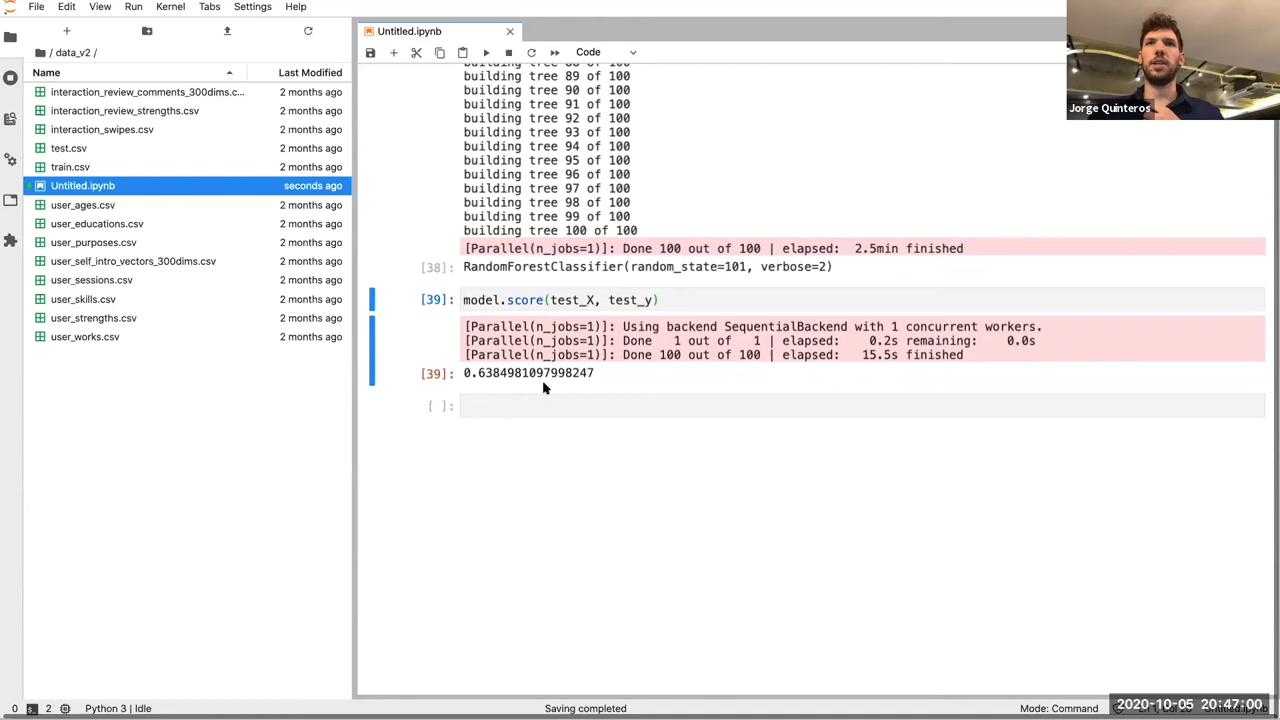 File Edit View Run Kernel Tabs Settings Help
/ data_v2 /
Name Last Modified
interaction_review_comments_300dims.c... 2 months ago
interaction_review_strengths.csv 2 months ago
interaction_swipes.csv 2 months ago
test.csv 2 months ago
train.csv 2 months ago
Untitled.ipynb seconds ago
user_ages.csv 2 months ago
user_educations.csv 2 months ago
user_purposes.csv 2 months ago
user_self_intro_vectors_300dims.csv 2 months ago
user_sessions.csv 2 months ago
user_skills.csv 2 months ago
user_strengths.csv 2 months ago
user_works.csv 2 months ago
Untitled.ipynb
Code
building tree 88 of 100
building tree 89 of 100
building tree 90 of 100
building tree 91 of 100
building tree 92 of 100
building tree 93 of 100
building tree 94 of 100
building tree 95 of 100
building tree 96 of 100
building tree 97 of 100
building tree 98 of 100
building tree 99 of 100
building tree 100 of 100
[Parallel(n_jobs=1)]: Done 100 out of 100 | elapsed: 2.5min finished
[38]: RandomForestClassifier(random_state=101, verbose=2)
[39]: model.score(test_X, test_y)
[Parallel(n_jobs=1)]: Using backend SequentialBackend with 1 concurrent workers.
[Parallel(n_jobs=1)]: Done 1 out of 1 | elapsed: 0.2s remaining: 0.0s
[Parallel(n_jobs=1)]: Done 100 out of 100 | elapsed: 15.5s finished
[39]: 0.6384981097998247
[ ]:
Jorge Quinteros
0 2 Python 3 | Idle Saving completed Mode: Command
2020-10-05 20:47:00